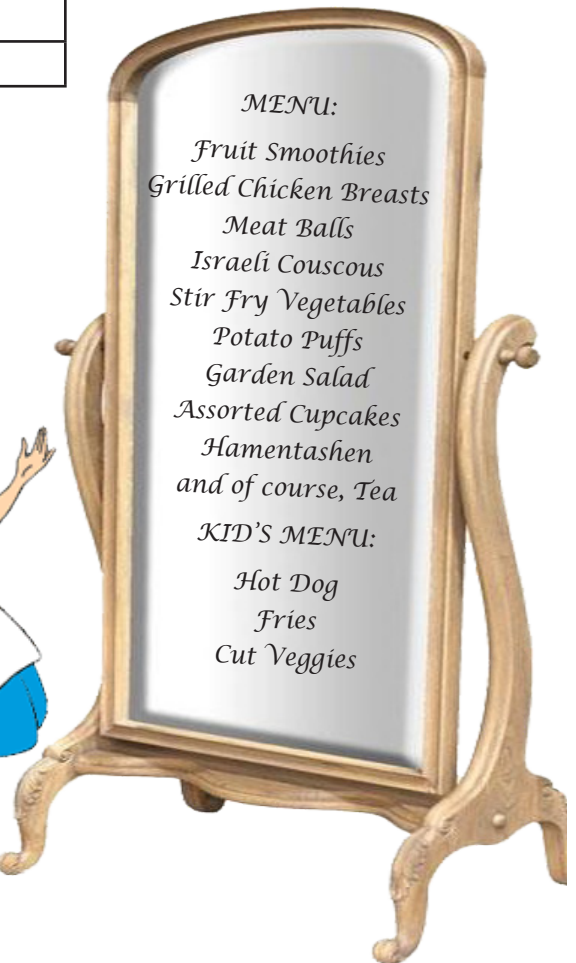 MENU:
Fruit Smoothies
Grilled Chicken Breasts
Meat Balls
Israeli Couscous
Stir Fry Vegetables
Potato Puffs
Garden Salad
Assorted Cupcakes
Hamentashen
and of course, Tea
KID'S MENU:
Hot Dog
Fries
Cut Veggies